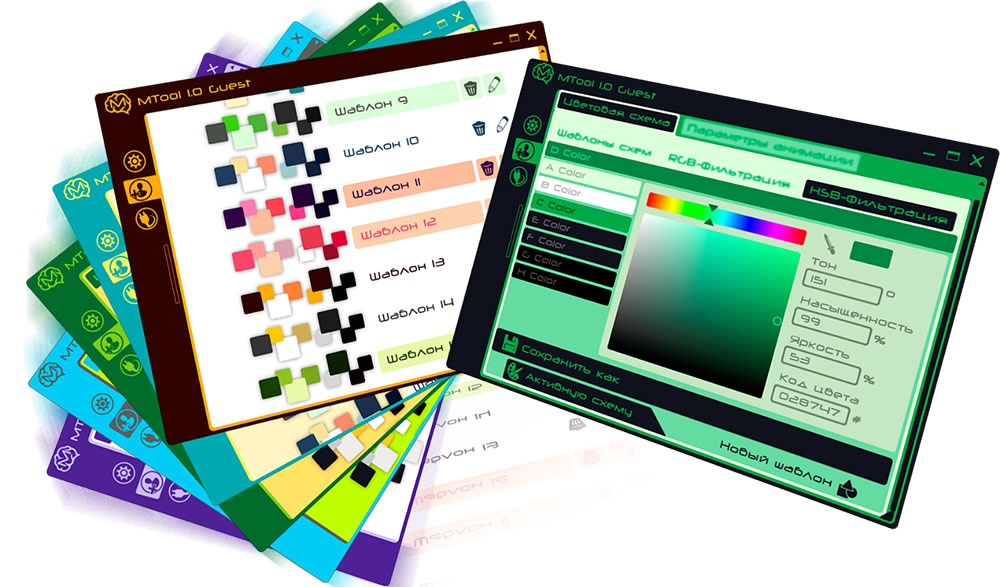 MTool 1.0 Guest
Шаблон 9
Шаблон 10
Шаблон 11
Шаблон 12
Шаблон 13
Шаблон 14
Шаблон
MTool 1.0 Guest
Цветовая схема
Параметры анимации
Шаблоны схем
RGB-Фильтрация
HSB-Фильтрация
D Color
A Color
B Color
C Color
E Color
F Color
G Color
H Color
Тон
151
o
Насыщенность
99
%
Яркость
53
%
Код цвета
028747
#
Сохранить как
Активную схему
Новый шаблон